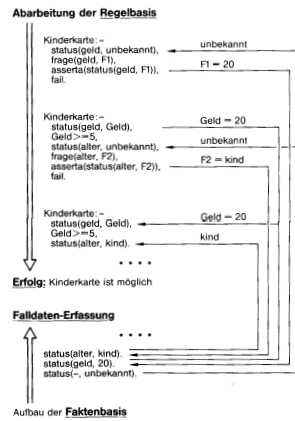 Abarbeitung der Regelbasis
Kinderkarte:–
status(geld, unbekannt),
frage(geld, F1),
asserta(status(geld, F1)),
fail.
unbekannt
F1 = 20
Kinderkarte:–
status(geld, Geld),
Geld>=5,
status(alter, unbekannt),
frage(alter, F2),
asserta(status(alter, F2)),
fail.
Geld = 20
unbekannt
F2 = kind
Kinderkarte:–
status(geld, Geld),
Geld>=5,
status(alter, kind).
Geld = 20
kind
• • • •
Erfolg: Kinderkarte ist möglich
Falldaten-Erfassung
• • • •
status(alter, kind).
status(geld, 20).
status(–, unbekannt).
Aufbau der Faktenbasis